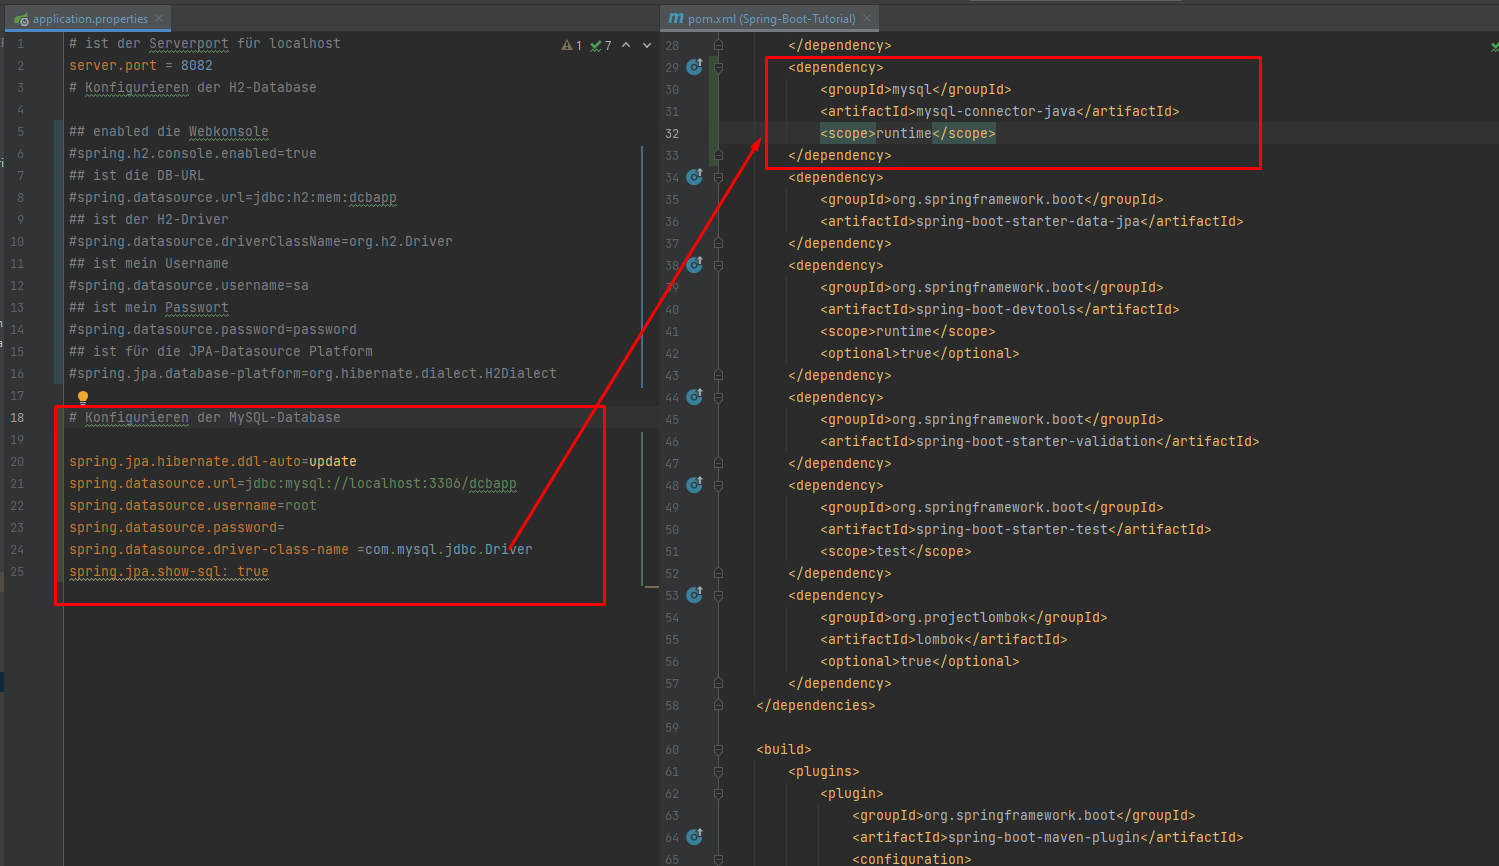 application.properties
1 # ist der Serverport für localhost
2 server.port = 8082
3 # Konfigurieren der H2-Database
4
5 ## enabled die Webkonsole
6 #spring.h2.console.enabled=true
7 ## ist die DB-URL
8 #spring.datasource.url=jdbc:h2:mem:dcbapp
9 ## ist der H2-Driver
10 #spring.datasource.driverClassName=org.h2.Driver
11 ## ist mein Username
12 #spring.datasource.username=sa
13 ## ist mein Passwort
14 #spring.datasource.password=password
15 ## ist für die JPA-Datasource Platform
16 #spring.jpa.database-platform=org.hibernate.dialect.H2Dialect
17
18 # Konfigurieren der MySQL-Database
19
20 spring.jpa.hibernate.ddl-auto=update
21 spring.datasource.url=jdbc:mysql://localhost:3306/dcbapp
22 spring.datasource.username=root
23 spring.datasource.password=
24 spring.datasource.driver-class-name =com.mysql.jdbc.Driver
25 spring.jpa.show-sql: true
1 7
m pom.xml (Spring-Boot-Tutorial)
28 </dependency>
29 <dependency>
30 <groupId>mysql</groupId>
31 <artifactId>mysql-connector-java</artifactId>
32 <scope>runtime</scope>
33 </dependency>
34 <dependency>
35 <groupId>org.springframework.boot</groupId>
36 <artifactId>spring-boot-starter-data-jpa</artifactId>
37 </dependency>
38 <dependency>
39 <groupId>org.springframework.boot</groupId>
40 <artifactId>spring-boot-devtools</artifactId>
41 <scope>runtime</scope>
42 <optional>true</optional>
43 </dependency>
44 <dependency>
45 <groupId>org.springframework.boot</groupId>
46 <artifactId>spring-boot-starter-validation</artifactId>
47 </dependency>
48 <dependency>
49 <groupId>org.springframework.boot</groupId>
50 <artifactId>spring-boot-starter-test</artifactId>
51 <scope>test</scope>
52 </dependency>
53 <dependency>
54 <groupId>org.projectlombok</groupId>
55 <artifactId>lombok</artifactId>
56 <optional>true</optional>
57 </dependency>
58 </dependencies>
59
60 <build>
61 <plugins>
62 <plugin>
63 <groupId>org.springframework.boot</groupId>
64 <artifactId>spring-boot-maven-plugin</artifactId>
65 <configuration>